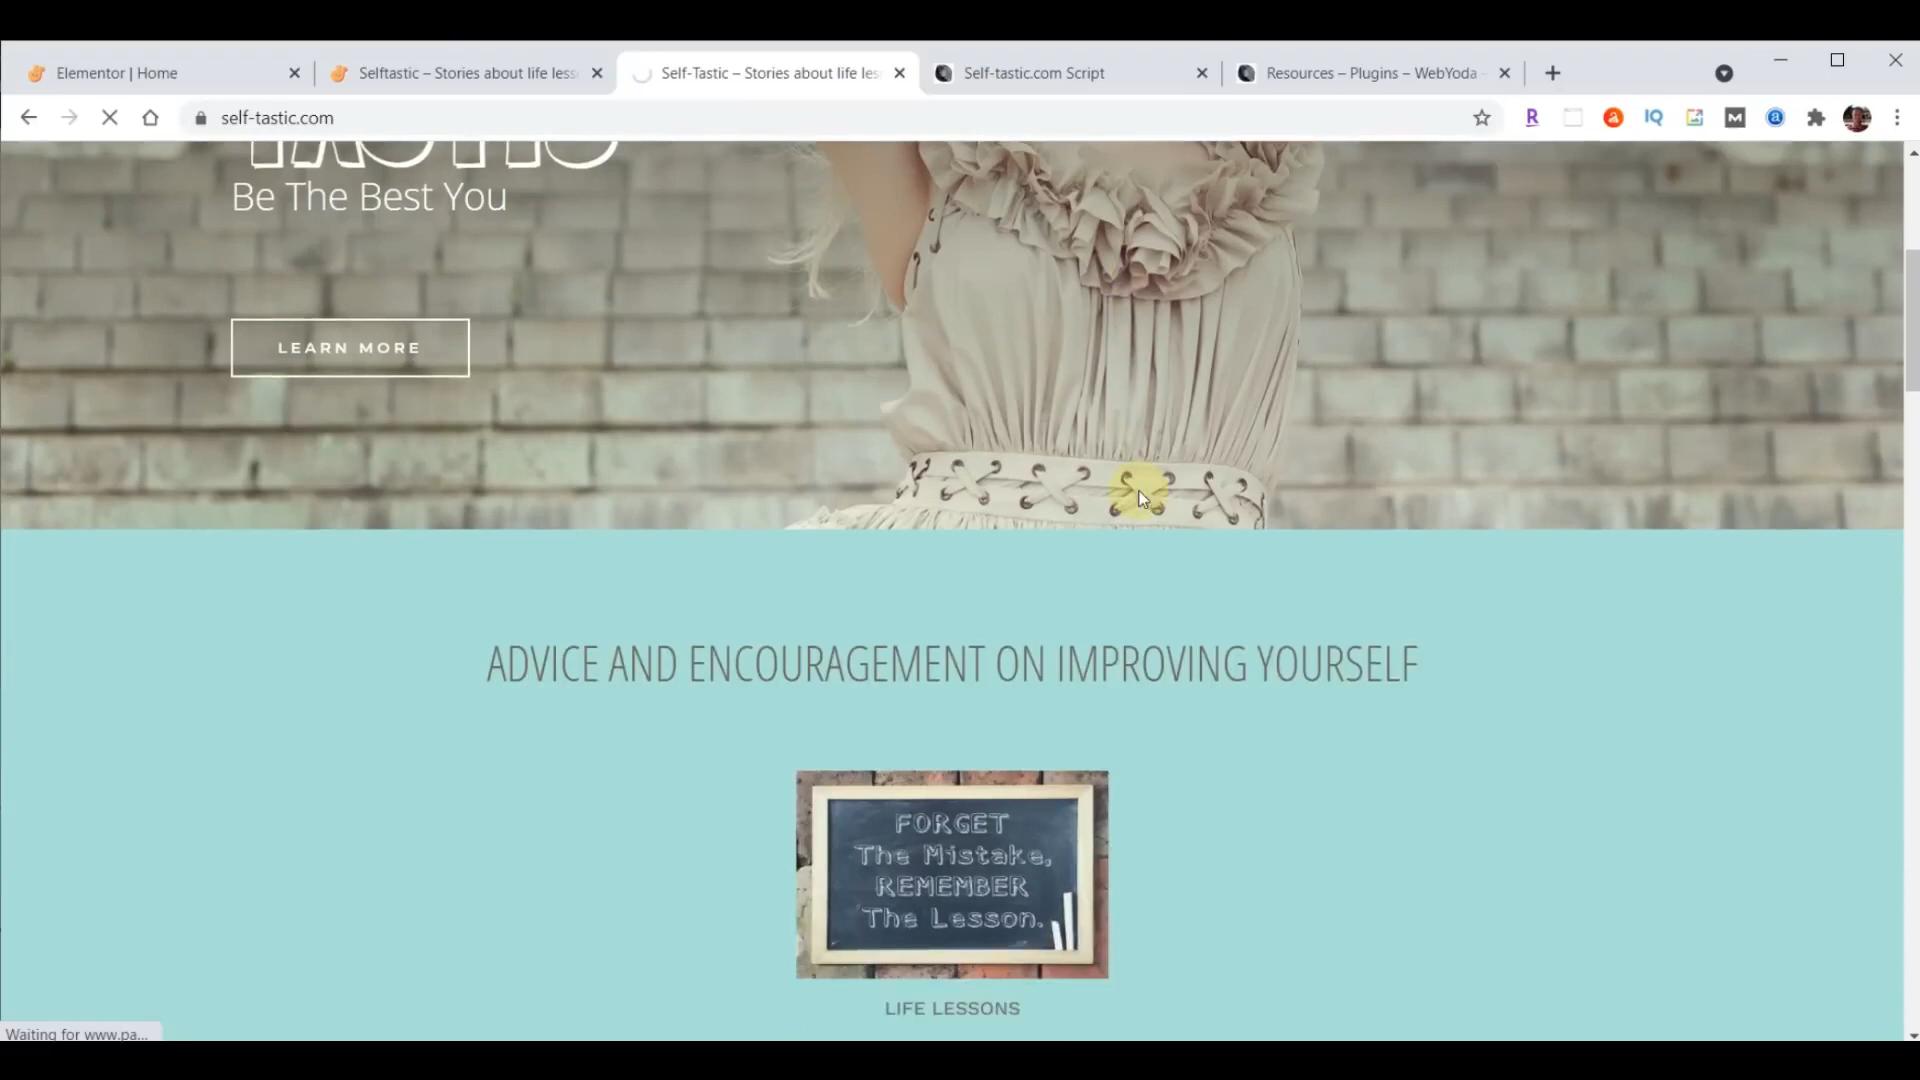 Elementor | Home
Selftastic – Stories about life less
Self-Tastic – Stories about life les
Self-tastic.com Script
Resources – Plugins – WebYoda -
self-tastic.com
R
a
IQ
M
a
Be The Best You
LEARN MORE
ADVICE AND ENCOURAGEMENT ON IMPROVING YOURSELF
FORGET
The Mistake,
REMEMBER
The Lesson.
LIFE LESSONS
Waiting for www.pa...